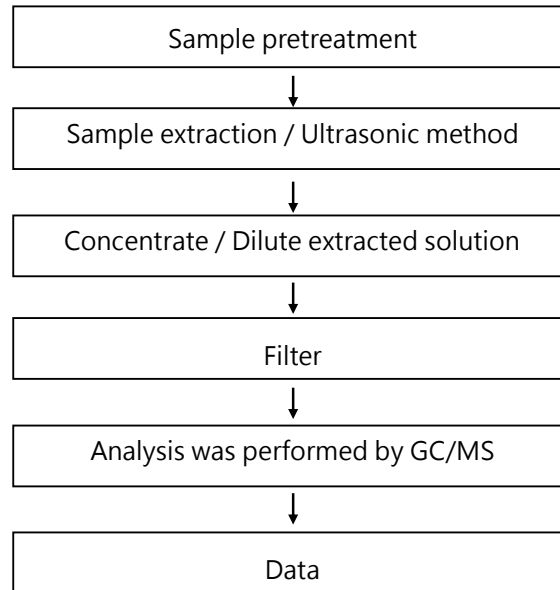 Sample pretreatment
Sample extraction / Ultrasonic method
Concentrate / Dilute extracted solution
Filter
Analysis was performed by GC/MS
Data